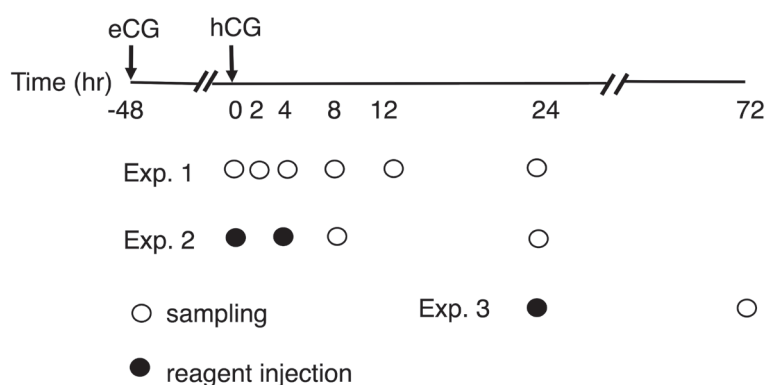 eCG hCG
Time (hr)
-48 0 2 4 8 12 24 72
Exp. 1
Exp. 2
sampling Exp. 3
reagent injection